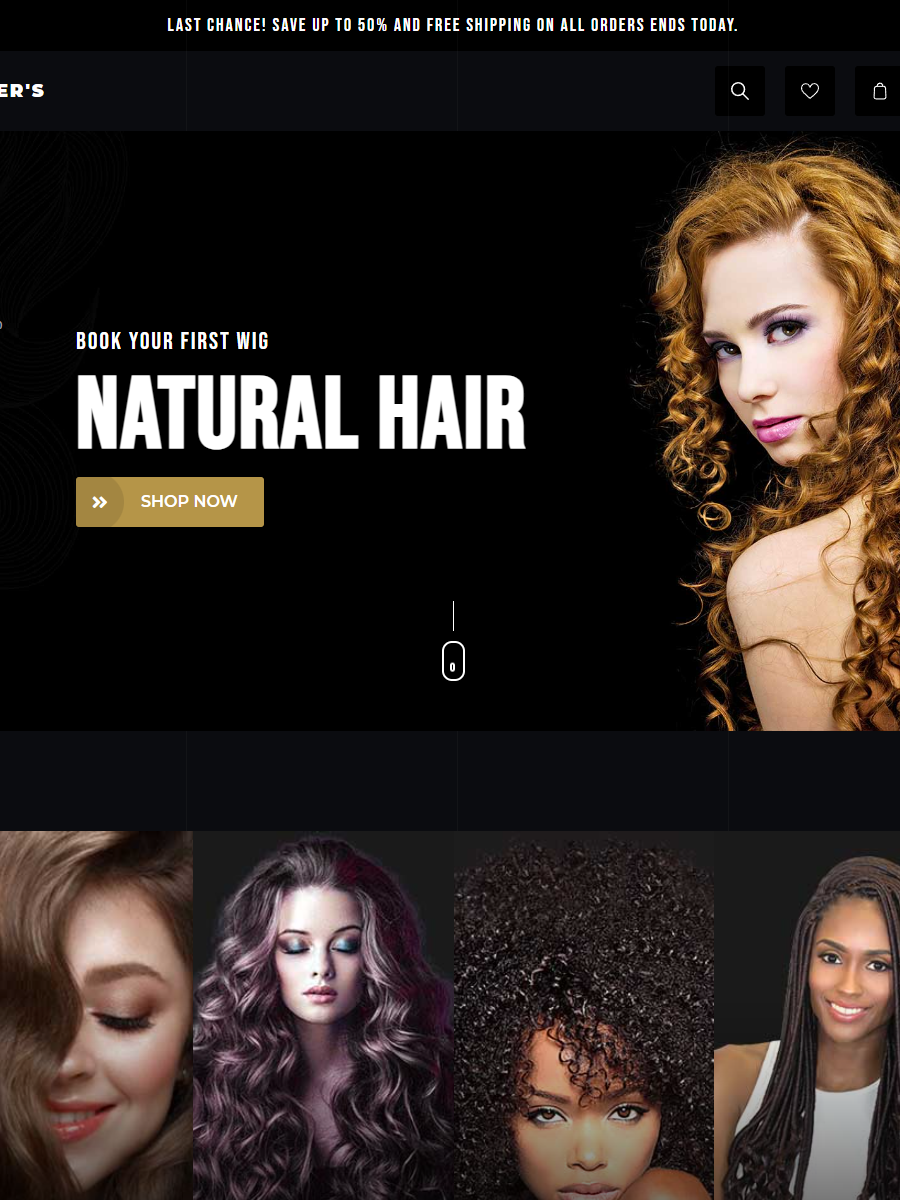 LAST CHANCE! SAVE UP TO 50% AND FREE SHIPPING ON ALL ORDERS ENDS TODAY.
ER'S
BOOK YOUR FIRST WIG
NATURAL HAIR
SHOP NOW